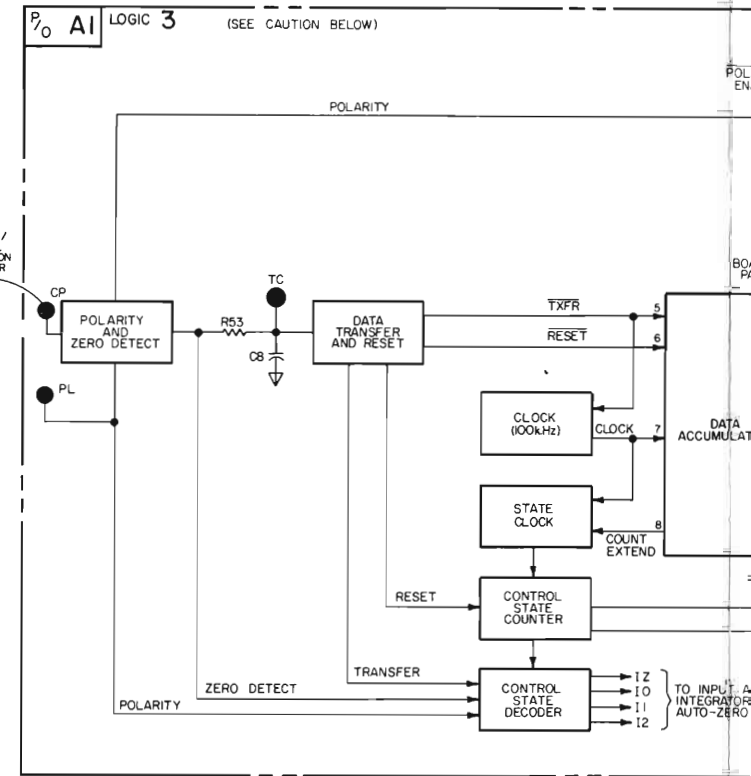 P/O A1 LOGIC 3 (SEE CAUTION BELOW)
POLARITY
CP
TC
POLARITY
AND
ZERO DETECT
R53
C8
DATA
TRANSFER
AND RESET
TXFR
5
RESET
6
PL
CLOCK
(100kHz)
CLOCK
7
DATA
STATE
CLOCK
8
COUNT
EXTEND
RESET
CONTROL
STATE
COUNTER
TRANSFER
ZERO DETECT
POLARITY
CONTROL
STATE
DECODER
IZ
I0
I1
I2
TO INPUT
AUTO-ZERO